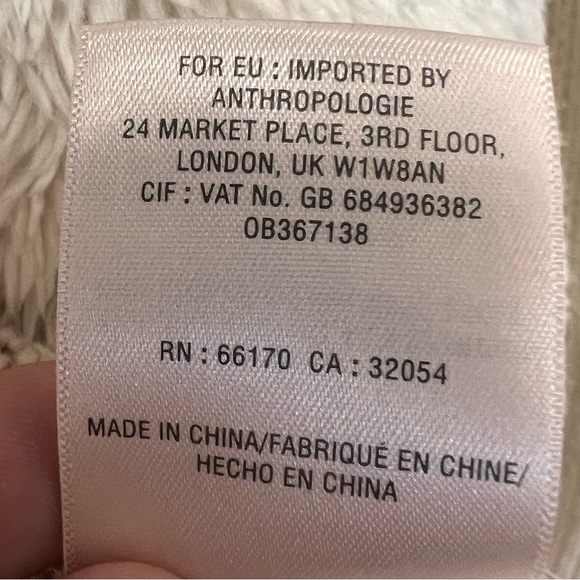 FOR EU : IMPORTED BY
ANTHROPOLOGIE
24 MARKET PLACE, 3RD FLOOR,
LONDON, UK W1W8AN
CIF : VAT No. GB 684936382
OB367138
RN : 66170 CA : 32054
MADE IN CHINA/FABRIQUÉ EN CHINE/
HECHO EN CHINA